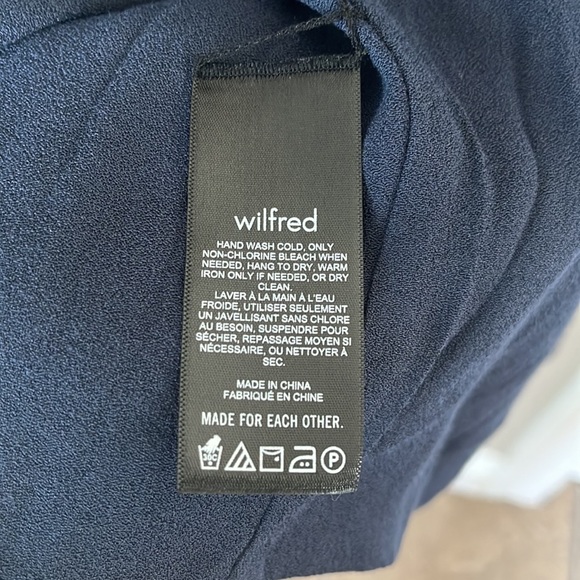 wilfred
HAND WASH COLD, ONLY
NON-CHLORINE BLEACH WHEN
NEEDED, HANG TO DRY, WARM
IRON ONLY IF NEEDED, OR DRY
CLEAN.
LAVER À LA MAIN À L'EAU
FROIDE, UTILISER SEULEMENT
UN JAVELLISANT SANS CHLORE
AU BESOIN, SUSPENDRE POUR
SÉCHER, REPASSAGE MOYEN SI
NÉCESSAIRE, OU NETTOYER À
SEC.
MADE IN CHINA
FABRIQUÉ EN CHINE
MADE FOR EACH OTHER.
30C P